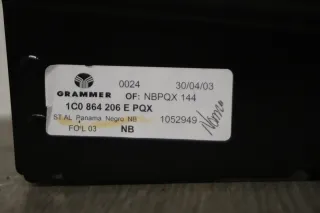 GRAMMER
0024 30/04/03
OF: NBPQX 144
1C0 864 206 E PQX
ST AL Panama Negro NB 1052949
FO'L 03 NB